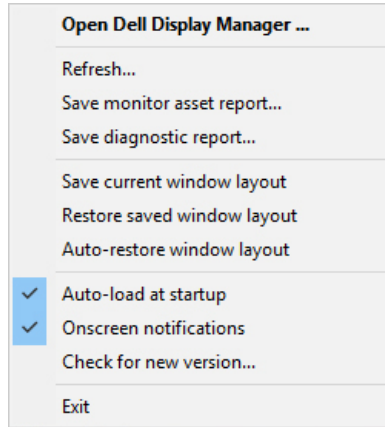 Open Dell Display Manager ...
Refresh...
Save monitor asset report...
Save diagnostic report...
Save current window layout
Restore saved window layout
Auto-restore window layout
Auto-load at startup
Onscreen notifications
Check for new version...
Exit